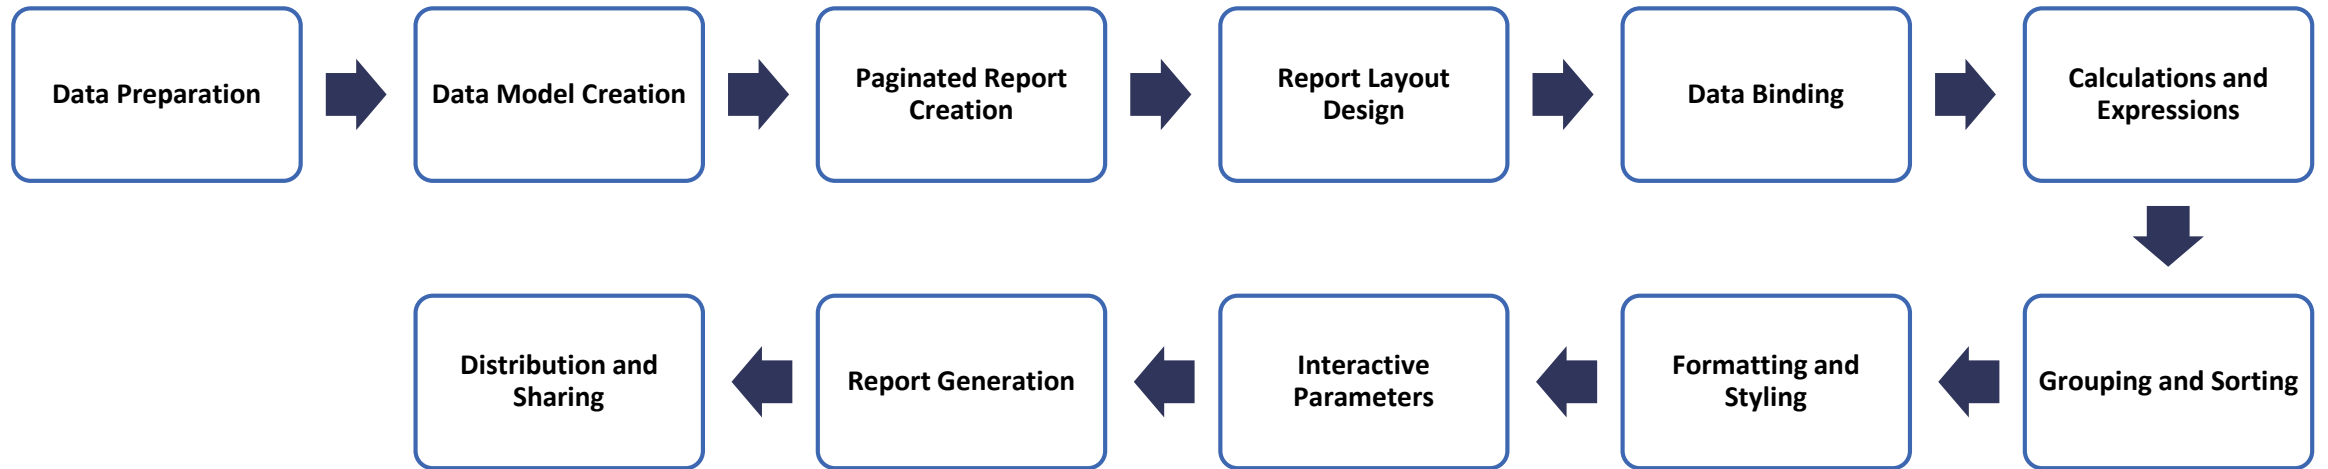 Data Preparation
Data Model Creation
Paginated Report
Creation
Report Layout
Design
Data Binding
Calculations and
Expressions
Grouping and Sorting
Formatting and
Styling
Interactive
Parameters
Report Generation
Distribution and
Sharing